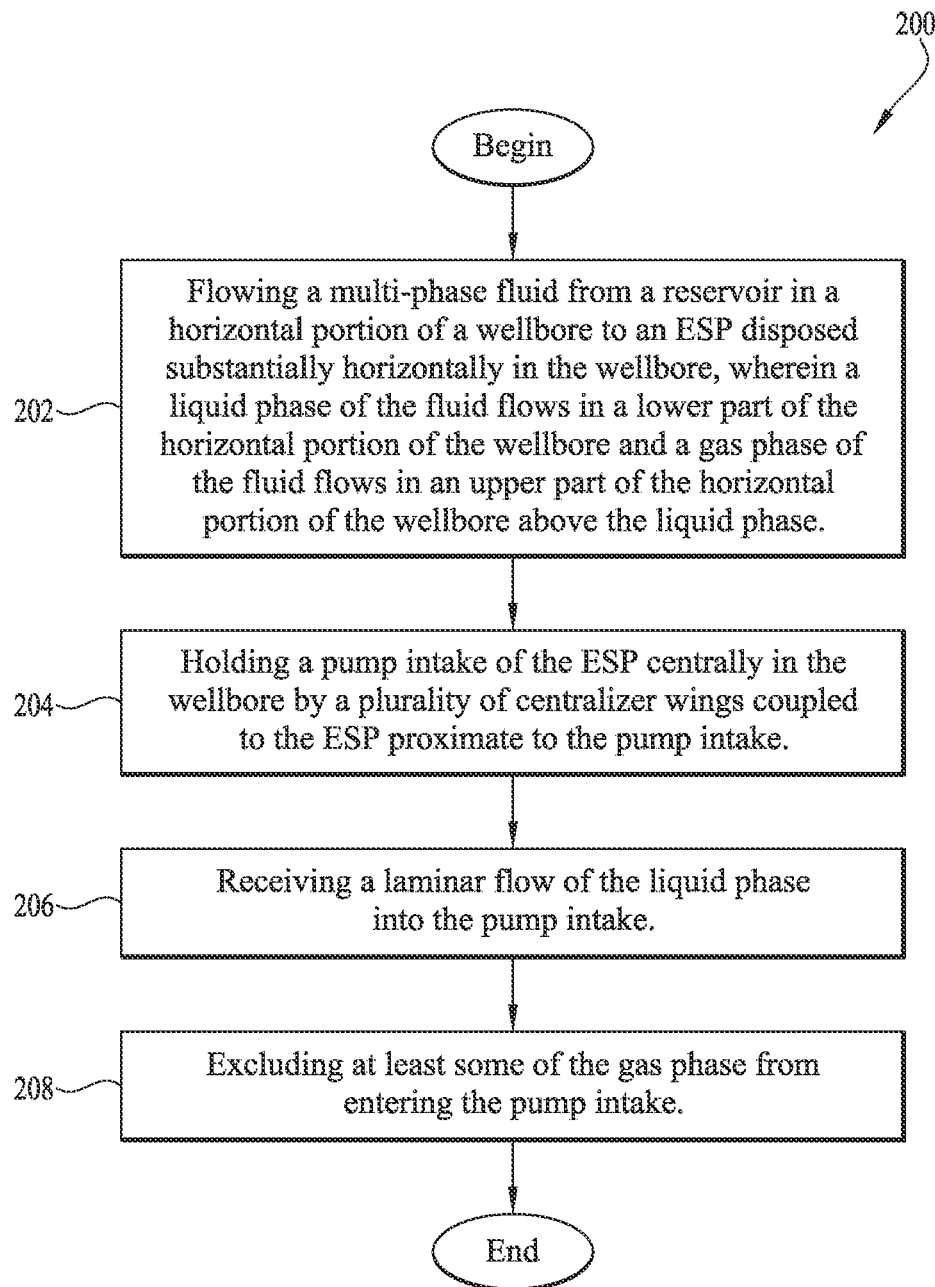 200
Begin
Flowing a multi-phase fluid from a reservoir in a
horizontal portion of a wellbore to an ESP disposed
substantially horizontally in the wellbore, wherein a
liquid phase of the fluid flows in a lower part of the
horizontal portion of the wellbore and a gas phase of
the fluid flows in an upper part of the horizontal
portion of the wellbore above the liquid phase.
202
Holding a pump intake of the ESP centrally in the
wellbore by a plurality of centralizer wings coupled
to the ESP proximate to the pump intake.
204
Receiving a laminar flow of the liquid phase
into the pump intake.
206
Excluding at least some of the gas phase from
entering the pump intake.
208
End